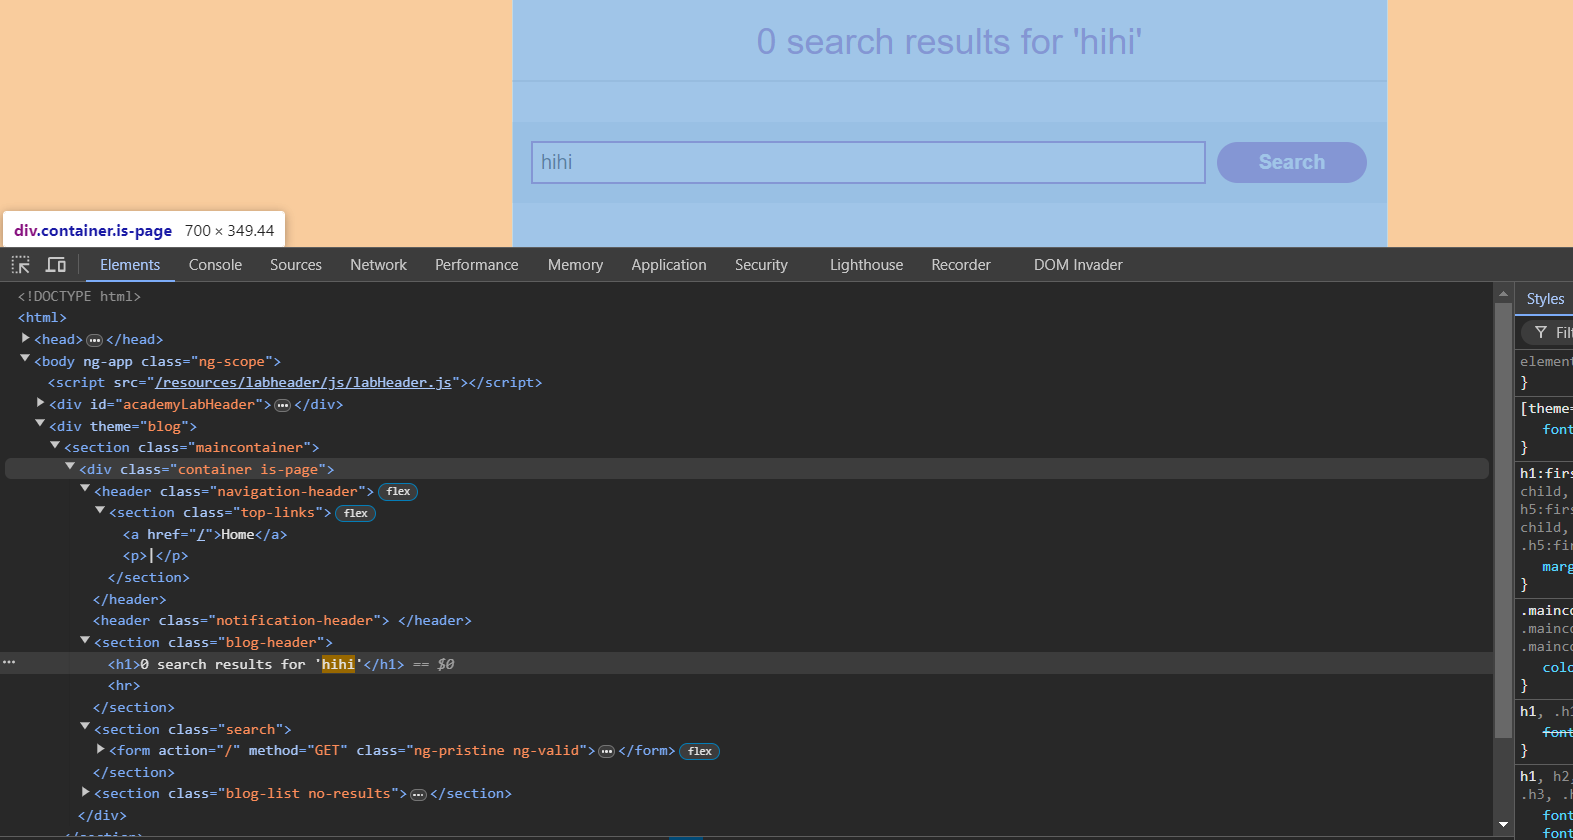 0 search results for 'hihi'
hihi
Search
div.container.is-page 700 × 349.44
Elements Console Sources Network Performance Memory Application Security Lighthouse Recorder DOM Invader
<!DOCTYPE html>
<html>
<head> ••• </head>
<body ng-app class="ng-scope">
<script src="/resources/labheader/js/labHeader.js"></script>
<div id="academyLabHeader"> ••• </div>
<div theme="blog">
<section class="maincontainer">
<div class="container is-page">
<header class="navigation-header"> flex
<section class="top-links"> flex
<a href="/">Home</a>
<p>|</p>
</section>
</header>
<header class="notification-header"> </header>
<section class="blog-header">
<h1>0 search results for 'hihi'</h1> == $0
<hr>
</section>
<section class="search">
<form action="/" method="GET" class="ng-pristine ng-valid"> ••• </form> flex
</section>
<section class="blog-list no-results"> ••• </section>
</div>
</section>
Styles
Filt
element
}
[theme=
font
}
h1:firs
child,
h5:firs
child,
.h5:fir
marg
}
.mainco
.mainco
.mainco
colo
}
h1, .h1
font
}
h1, h2,
.h3, .h
font
font